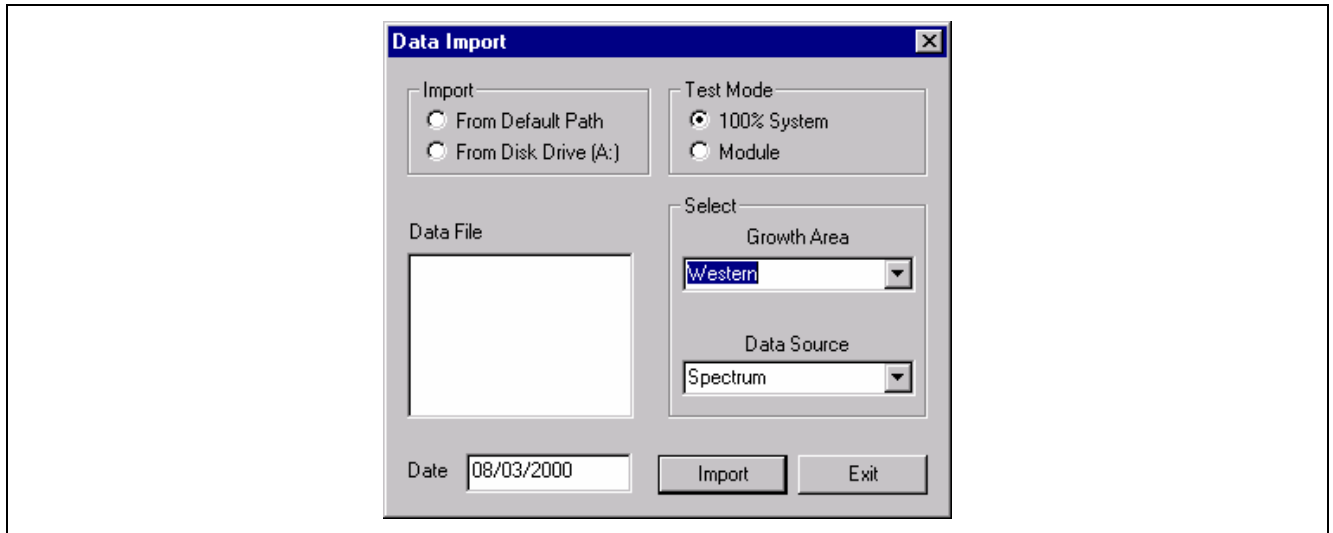 Data Import
Import
From Default Path
From Disk Drive (A:)
Test Mode
100% System
Module
Data File
Select
Growth Area
Western
Data Source
Spectrum
Date
08/03/2000
Import
Exit